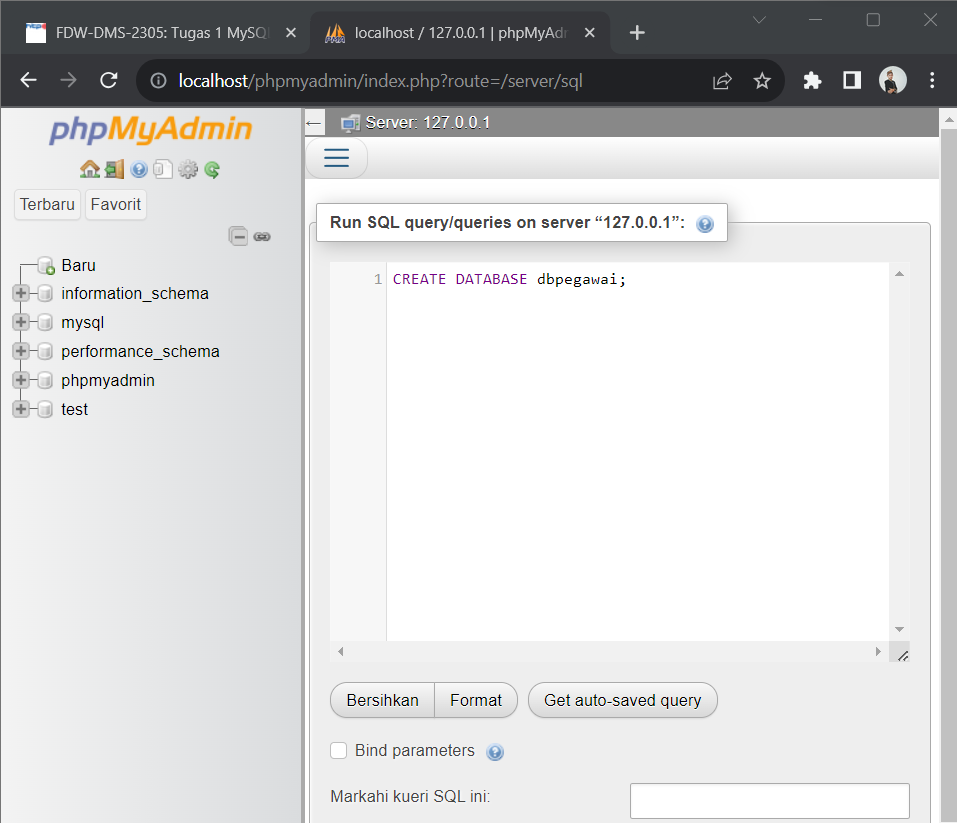 FDW-DMS-2305: Tugas 1 MySQL
localhost / 127.0.0.1 | phpMyAdm
localhost/phpmyadmin/index.php?route=/server/sql
phpMyAdmin
Terbaru
Favorit
Baru
information_schema
mysql
performance_schema
phpmyadmin
test
Server: 127.0.0.1
Run SQL query/queries on server “127.0.0.1”:
1 CREATE DATABASE dbpegawai;
Bersihkan
Format
Get auto-saved query
Bind parameters
Markahi kueri SQL ini: